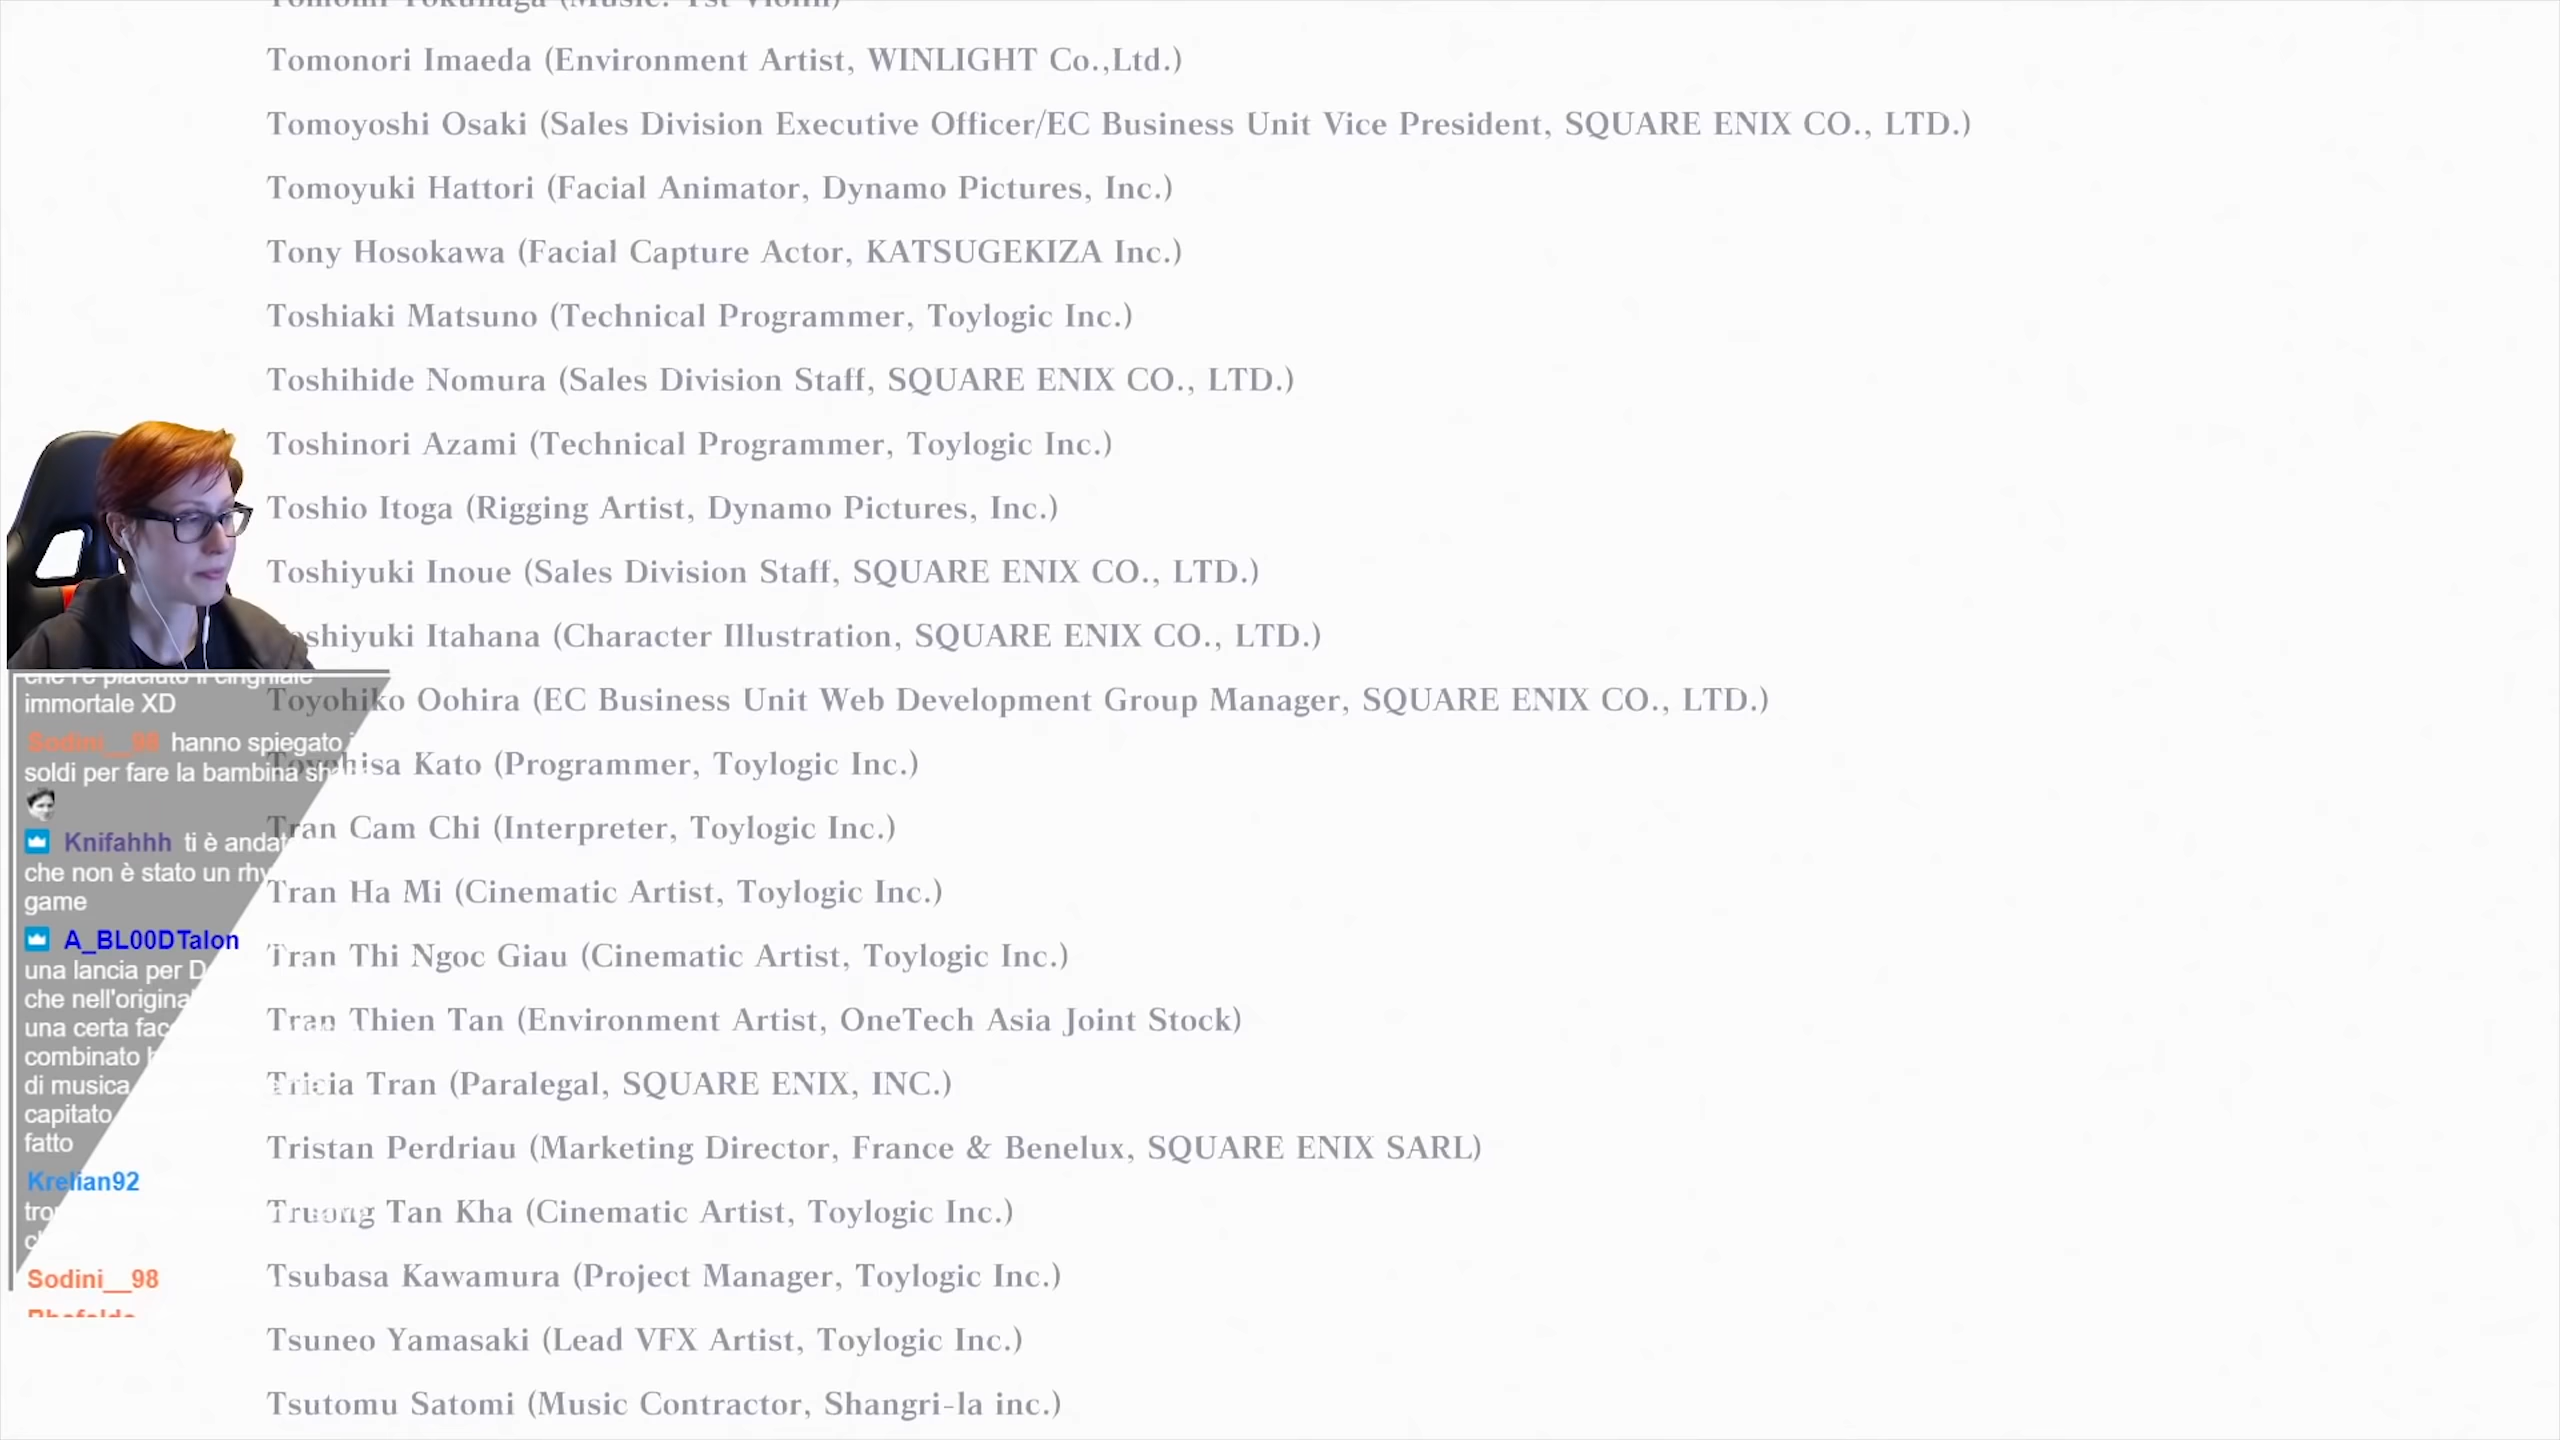 Tomonori Imaeda (Environment Artist, WINLIGHT Co.,Ltd.)
Tomoyoshi Osaki (Sales Division Executive Officer/EC Business Unit Vice President, SQUARE ENIX CO., LTD.)
Tomoyuki Hattori (Facial Animator, Dynamo Pictures, Inc.)
Tony Hosokawa (Facial Capture Actor, KATSUGEKIZA Inc.)
Toshiaki Matsuno (Technical Programmer, Toylogic Inc.)
Toshihide Nomura (Sales Division Staff, SQUARE ENIX CO., LTD.)
Toshinori Azami (Technical Programmer, Toylogic Inc.)
Toshio Itoga (Rigging Artist, Dynamo Pictures, Inc.)
Toshiyuki Inoue (Sales Division Staff, SQUARE ENIX CO., LTD.)
Toshiyuki Itahana (Character Illustration, SQUARE ENIX CO., LTD.)
Toyohiko Oohira (EC Business Unit Web Development Group Manager, SQUARE ENIX CO., LTD.)
Toyohisa Kato (Programmer, Toylogic Inc.)
Tran Cam Chi (Interpreter, Toylogic Inc.)
Tran Ha Mi (Cinematic Artist, Toylogic Inc.)
Tran Thi Ngoc Giau (Cinematic Artist, Toylogic Inc.)
Tran Thien Tan (Environment Artist, OneTech Asia Joint Stock)
Tricia Tran (Paralegal, SQUARE ENIX, INC.)
Tristan Perdriau (Marketing Director, France & Benelux, SQUARE ENIX SARL)
Truong Tan Kha (Cinematic Artist, Toylogic Inc.)
Tsubasa Kawamura (Project Manager, Toylogic Inc.)
Tsuneo Yamasaki (Lead VFX Artist, Toylogic Inc.)
Tsutomu Satomi (Music Contractor, Shangri-la inc.)
che piaciuto il cinghiale
immortale XD
Sodini__98 hanno spiegato
soldi per fare la bambina
Knifahhh ti è
che non è stato un
game
A_BL00DTalon
una lancia per
che
una certa
combinato
di musica
capitato
fatto
Krelian92
Sodini__98